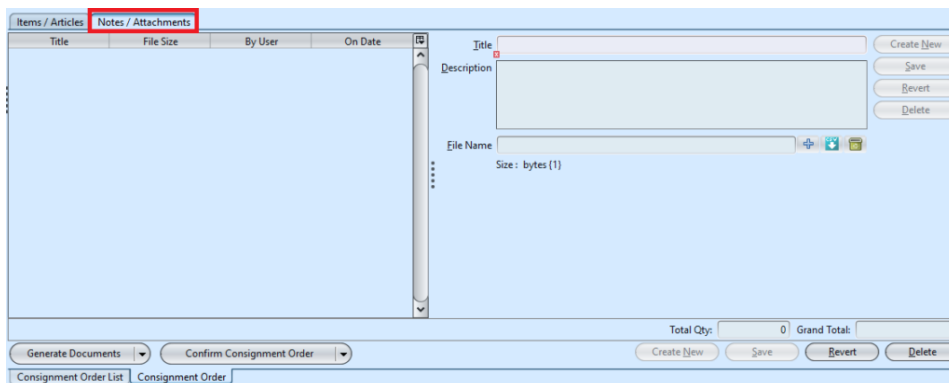 Items / Articles Notes / Attachments
Title File Size By User On Date
Title
Create New
Description
Save
Revert
Delete
File Name
Size : bytes {1}
Total Qty: 0 Grand Total:
Generate Documents Confirm Consignment Order Create New Save Revert Delete
Consignment Order List Consignment Order